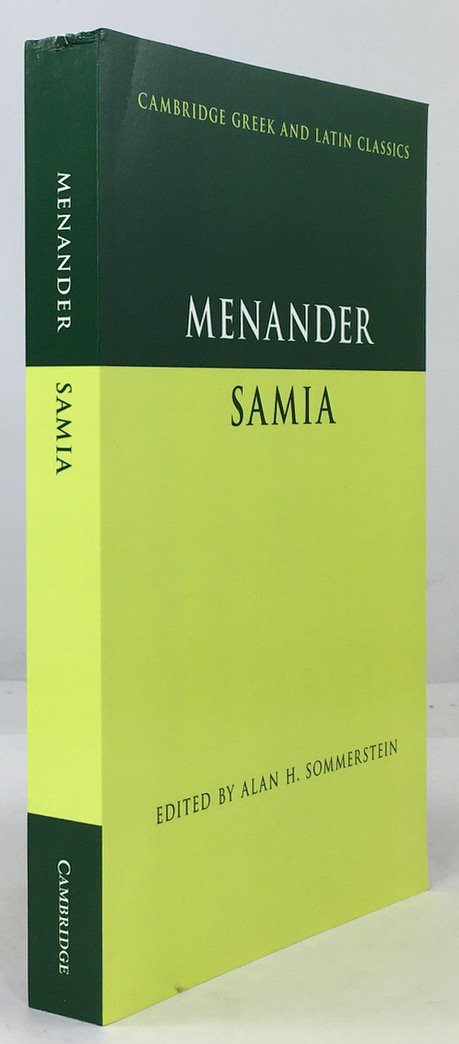 CAMBRIDGE GREEK AND LATIN CLASSICS
MENANDER
SAMIA
EDITED BY ALAN H. SOMMERSTEIN
MENANDER SAMIA
CAMBRIDGE